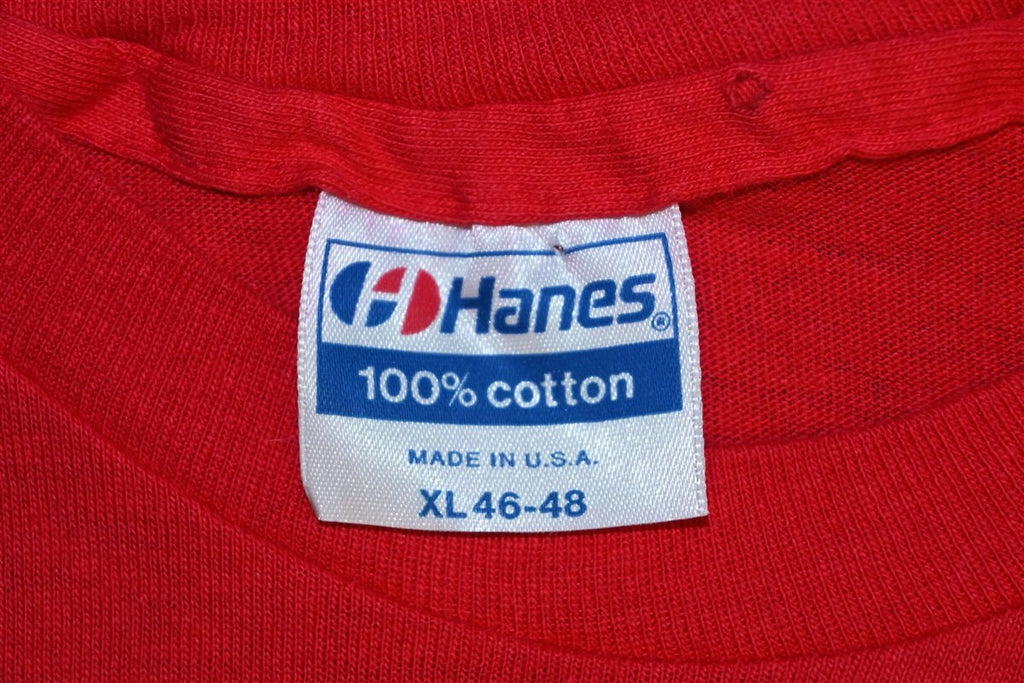 Hanes®
100% cotton
MADE IN U.S.A.
XL 46-48